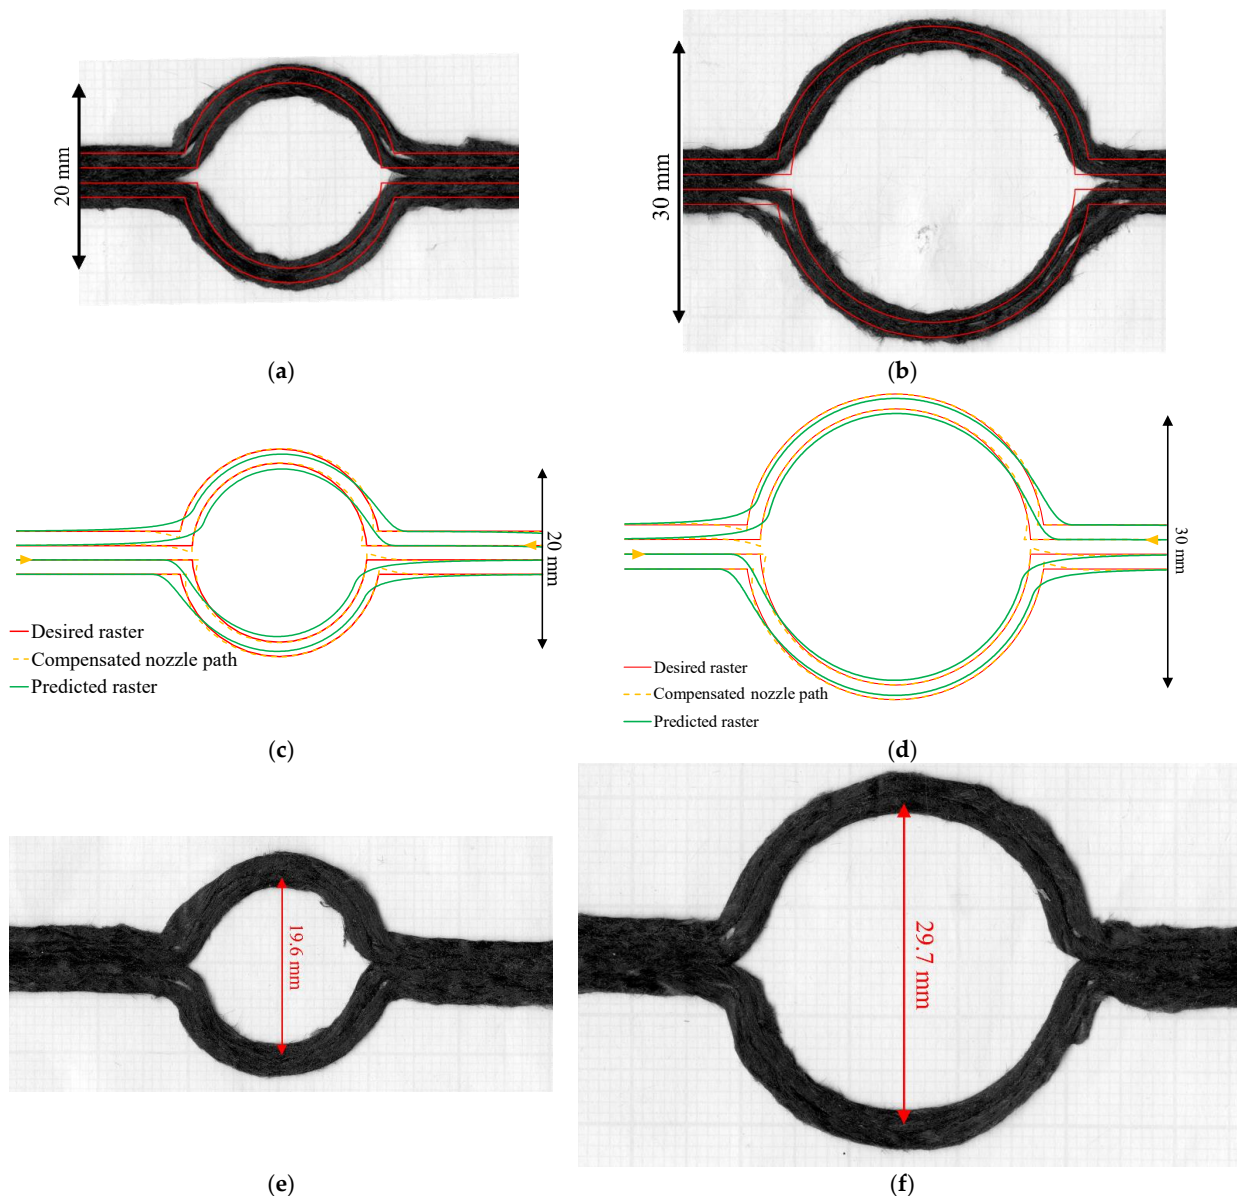 20 mm
30 mm
(a)
(b)
20 mm
Desired raster
Compensated nozzle path
Predicted raster
30 mm
Desired raster
Compensated nozzle path
Predicted raster
(c)
(d)
19.6 mm
29.7 mm
(e)
(f)